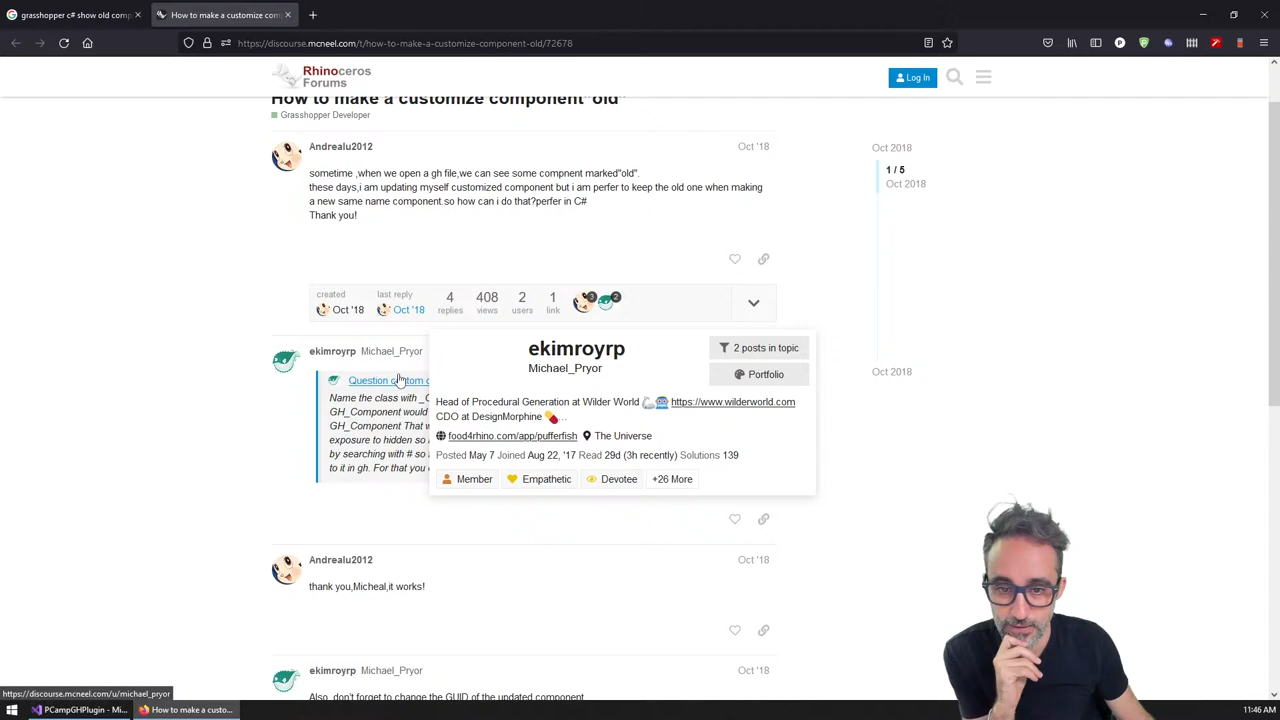 grasshopper c# show old comp
How to make a customize com
https://discourse.mcneel.com/t/how-to-make-a-customize-component-old/72678
Rhinoceros
Forums
Log In
How to make a customize component"old"
Grasshopper Developer
Andrealu2012
Oct '18
sometime ,when we open a gh file,we can see some compnent marked"old".
these days,i am updating myself customized component but i am perfer to keep the old one when making
a new same name component.so how can i do that?perfer in C#
Thank you!
Oct 2018
1 / 5
Oct 2018
Oct 2018
created
Oct '18
last reply
Oct '18
4
replies
408
views
2
users
1
link
3
2
ekimroyrp Michael_Pryor
Question
Name the class with _O
GH_Component would
GH_Component That w
exposure to hidden so
by searching with # so
to it in gh. For that you
ekimroyrp
Michael_Pryor
2 posts in topic
Portfolio
Head of Procedural Generation at Wilder World https://www.wilderworld.com
CDO at DesignMorphine ...
food4rhino.com/app/pufferfish The Universe
Posted May 7 Joined Aug 22, '17 Read 29d (3h recently) Solutions 139
Member
Empathetic
Devotee
+26 More
Andrealu2012
Oct '18
thank you,Micheal,it works!
ekimroyrp Michael_Pryor
Oct '18
Also, don't forget to change the GUID of the updated component
https://discourse.mcneel.com/u/michael_pryor
PCampGHPlugin - Mi...
How to make a custo...
11:46 AM